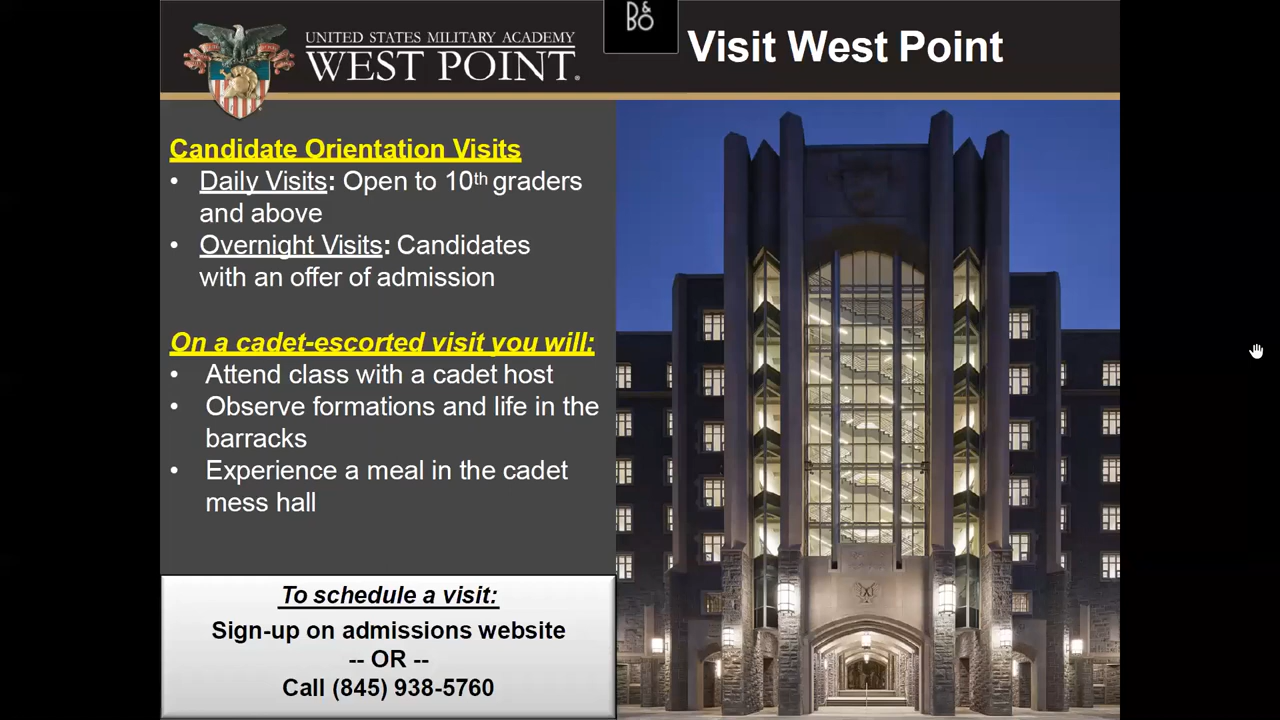 D&
BO
UNITED STATES MILITARY ACADEMY
WEST POINT.
Visit West Point
Candidate Orientation Visits
• Daily Visits: Open to 10th graders
and above
• Overnight Visits: Candidates
with an offer of admission
On a cadet-escorted visit you will:
• Attend class with a cadet host
• Observe formations and life in the
barracks
• Experience a meal in the cadet
mess hall
To schedule a visit:
Sign-up on admissions website
-- OR --
Call (845) 938-5760